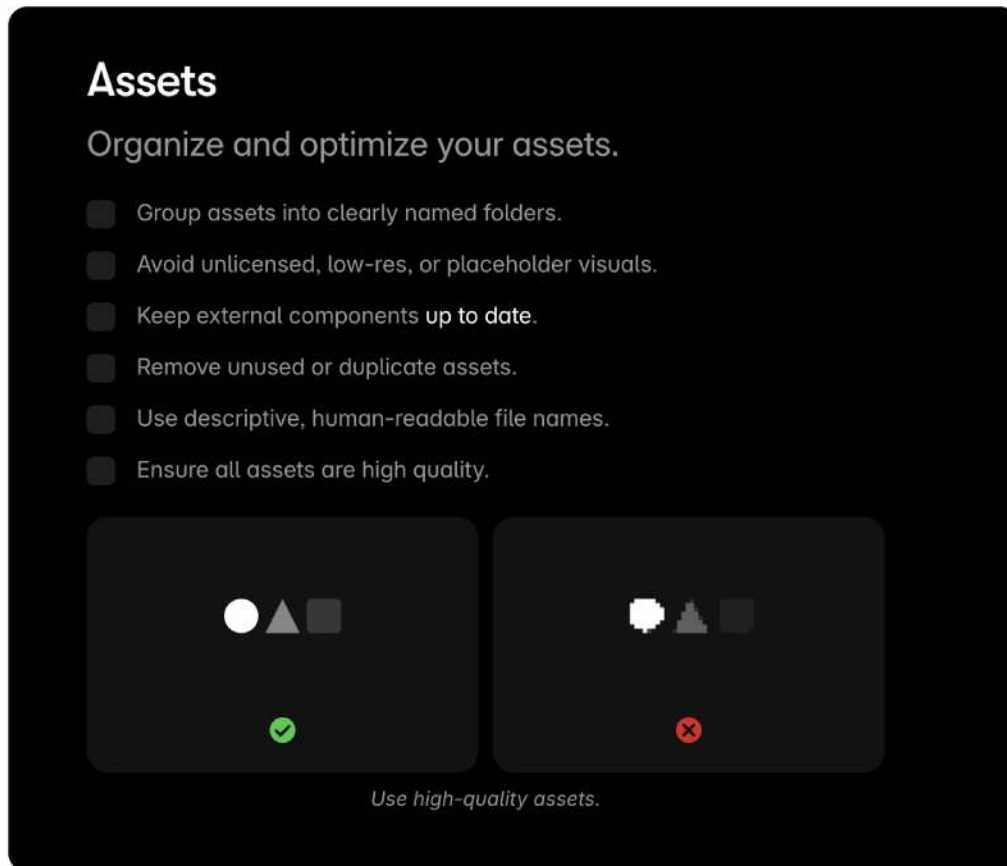 Assets
Organize and optimize your assets.
Group assets into clearly named folders.
Avoid unlicensed, low-res, or placeholder visuals.
Keep external components up to date.
Remove unused or duplicate assets.
Use descriptive, human-readable file names.
Ensure all assets are high quality.
Use high-quality assets.